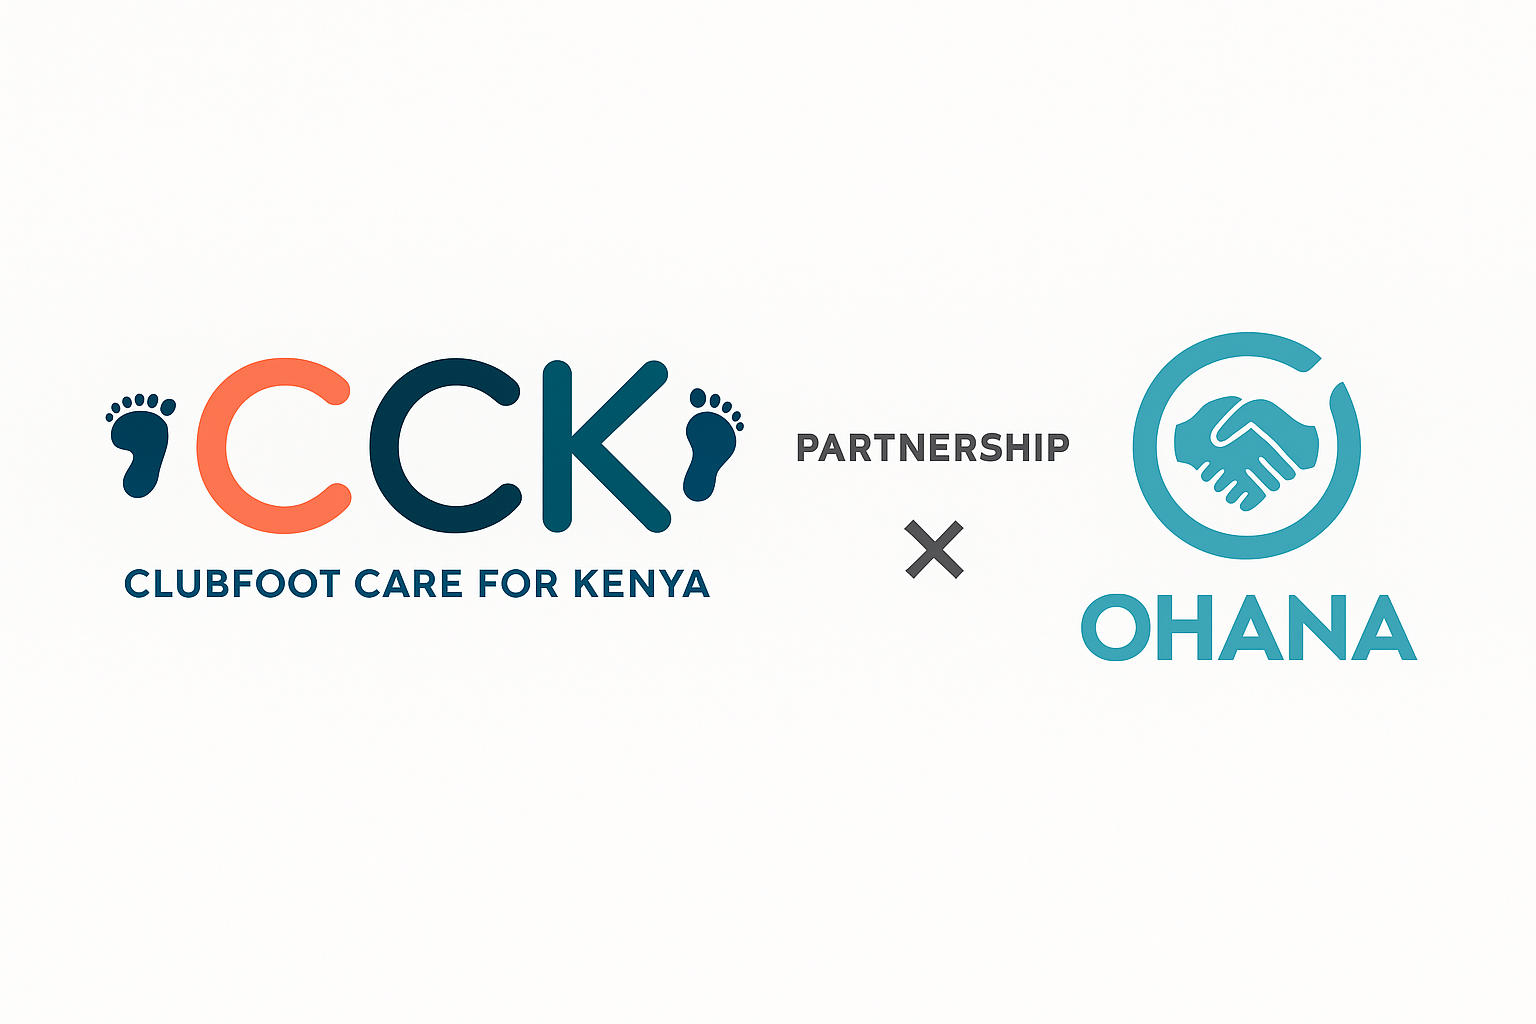 CCK
CLUBFOOT CARE FOR KENYA
PARTNERSHIP
×
OHANA